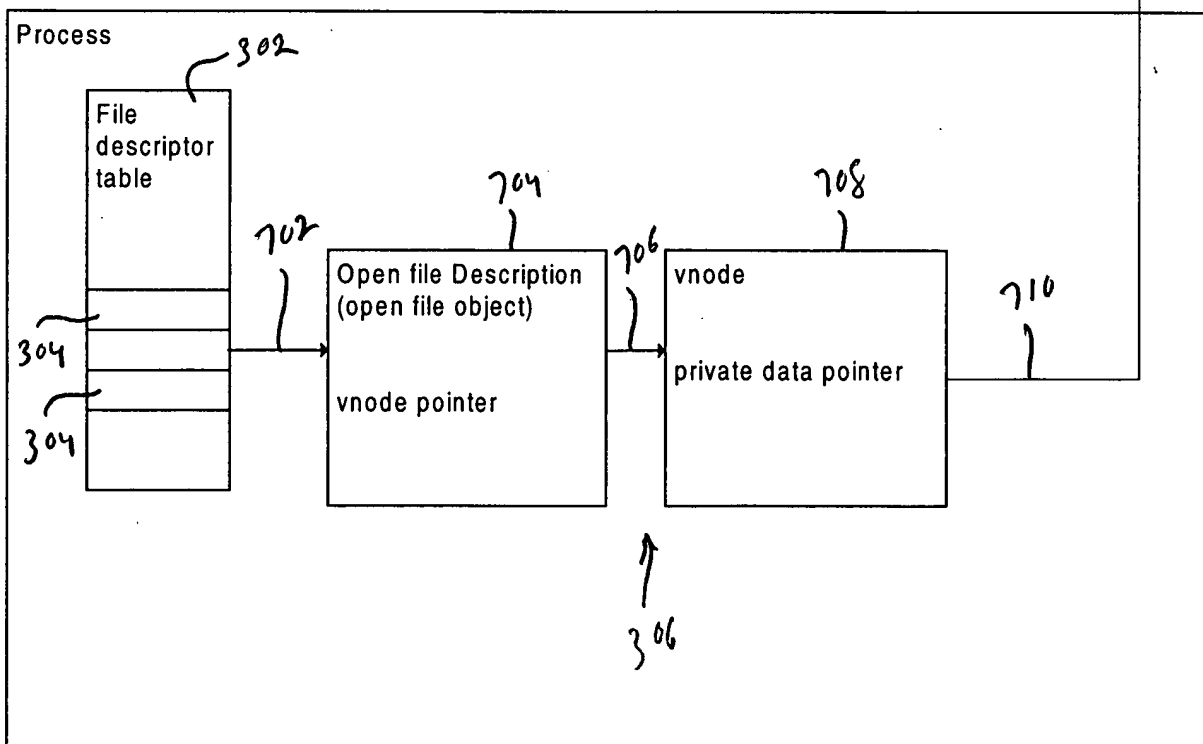 Process
302
File
descriptor
table
704
708
702
706
Open file Description
(open file object)
vnode
710
304
private data pointer
vnode pointer
304
306